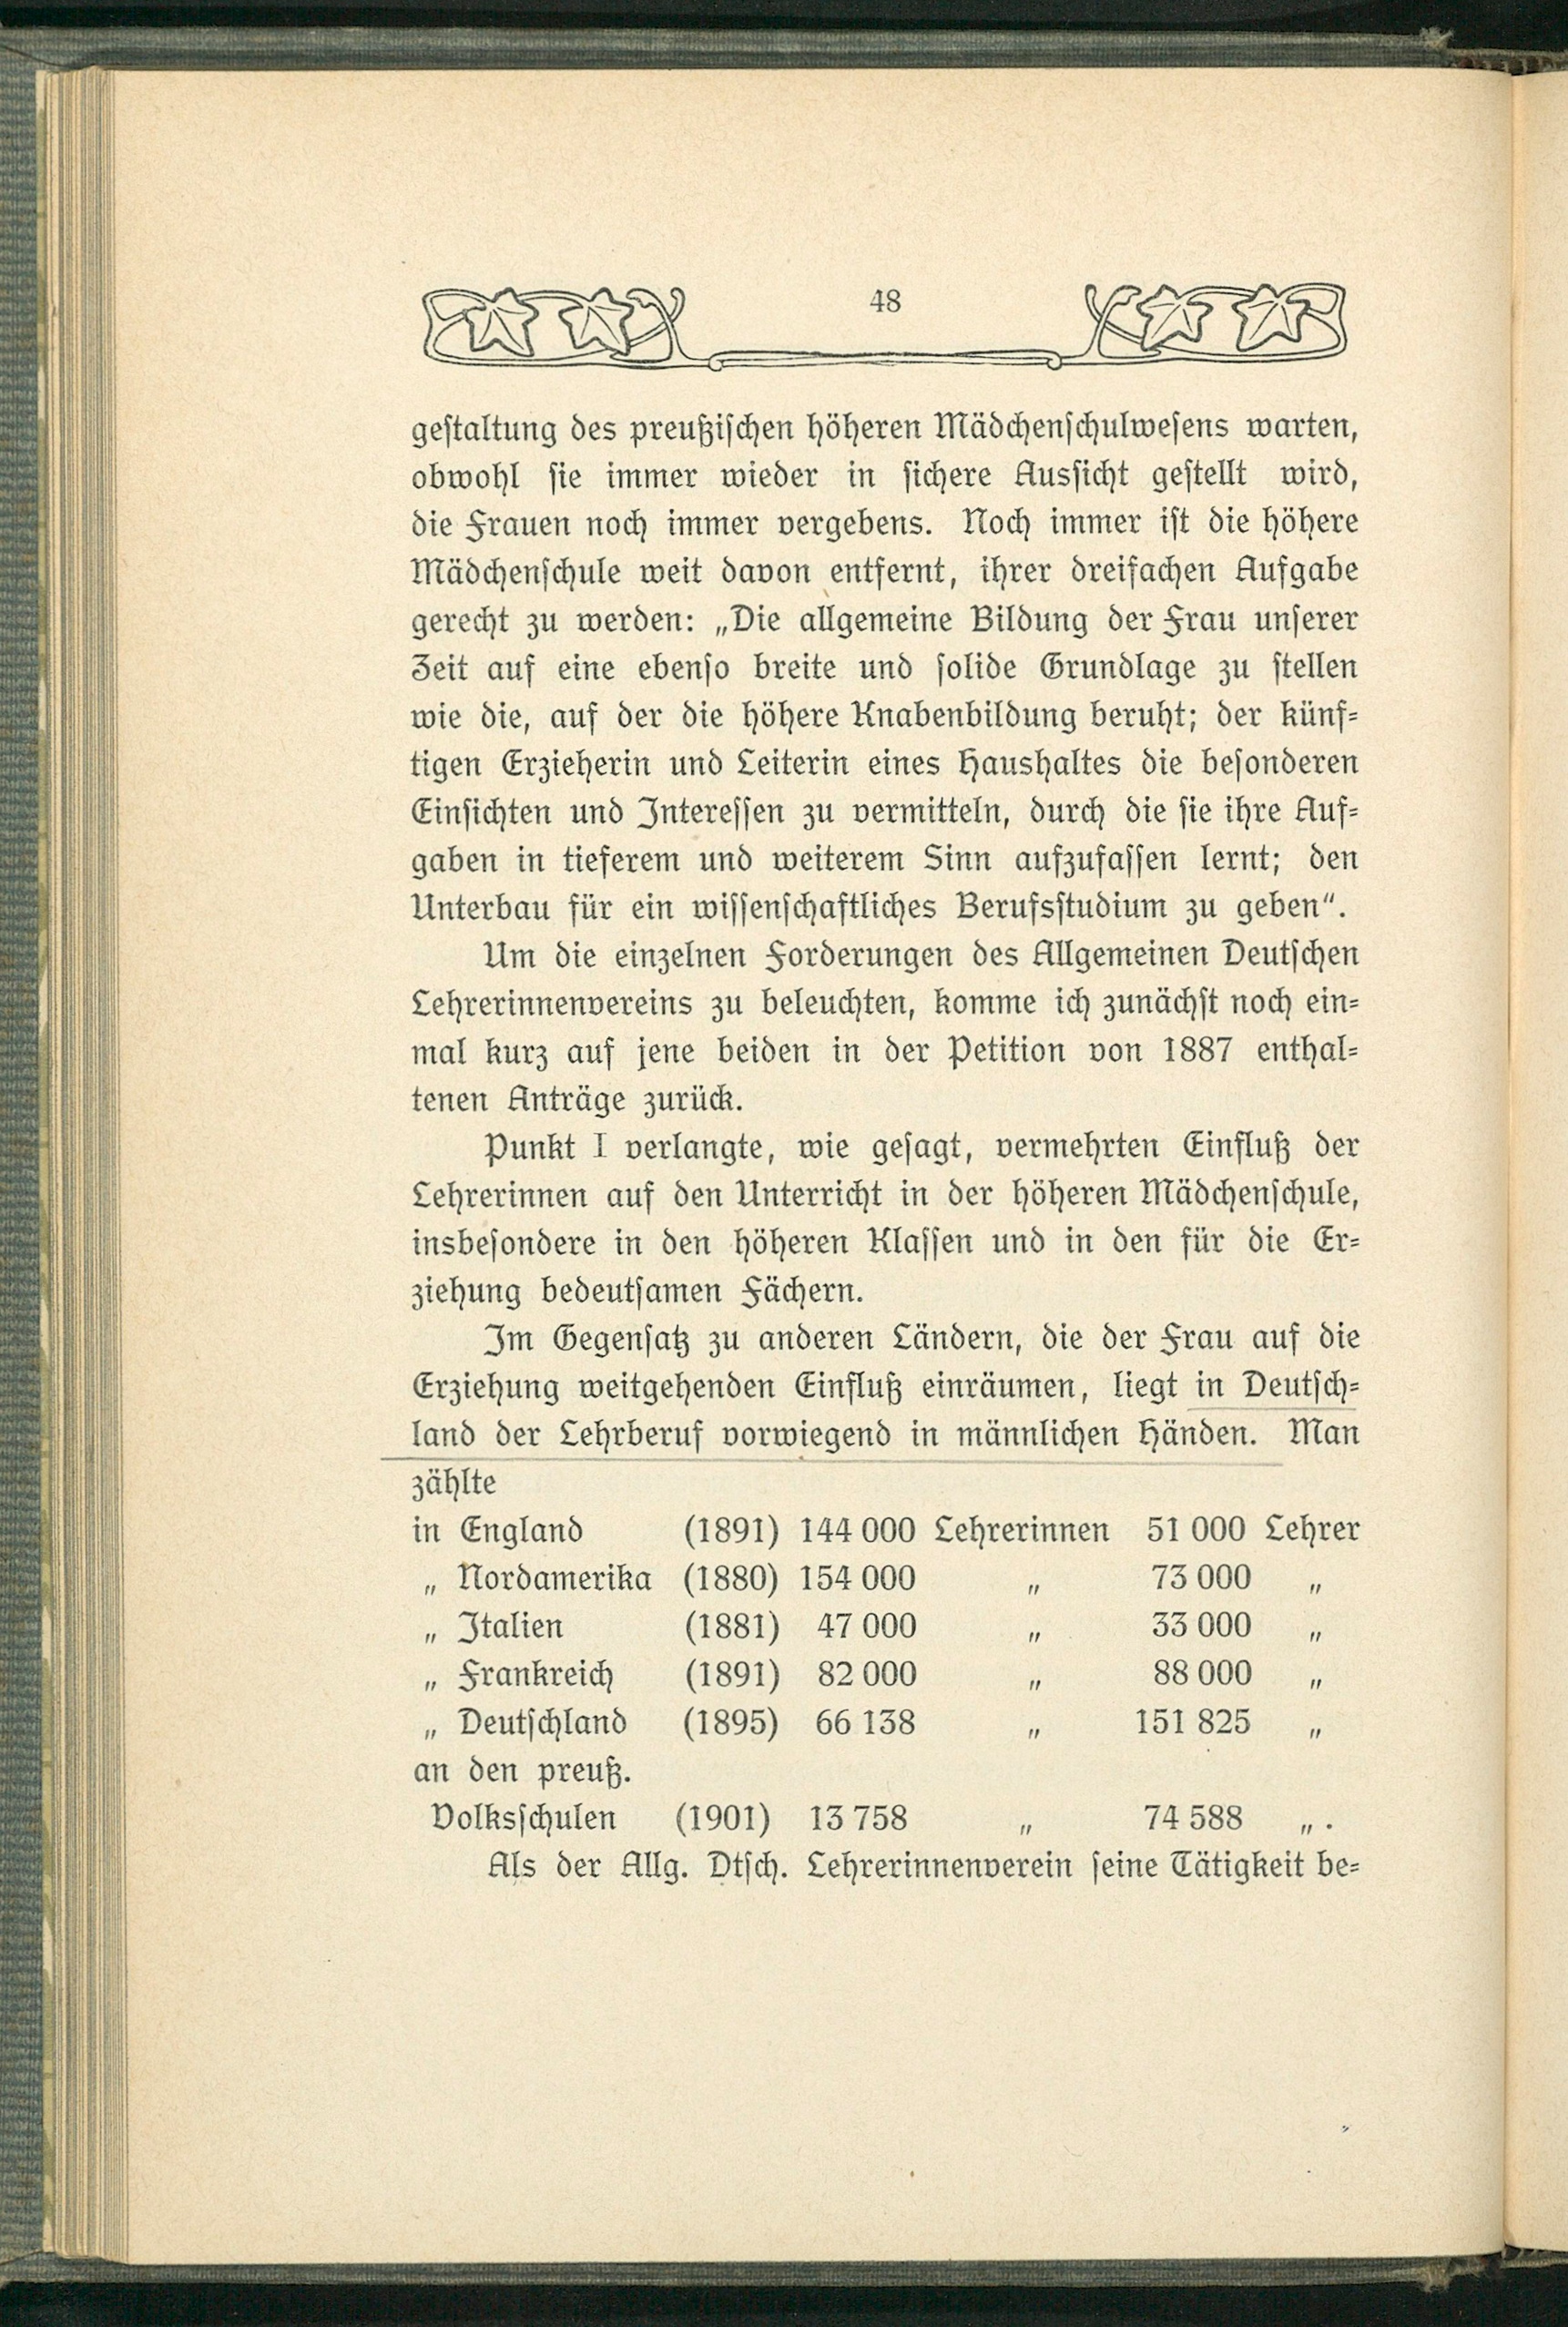 48
gestaltung des preußischen höheren Mädchenschulwesens warten,
obwohl sie immer wieder in sichere Aussicht gestellt wird,
die Frauen noch immer vergebens. Noch immer ist die höhere
Mädchenschule weit davon entfernt, ihrer dreifachen Aufgabe
gerecht zu werden: „Die allgemeine Bildung der Frau unserer
Zeit auf eine ebenso breite und solide Grundlage zu stellen
wie die, auf der die höhere Knabenbildung beruht; der künf-
tigen Erzieherin und Leiterin eines Haushaltes die besonderen
Einsichten und Interessen zu vermitteln, durch die sie ihre Auf-
gaben in tieferem und weiterem Sinn aufzufassen lernt; den
Unterbau für ein wissenschaftliches Berufsstudium zu geben“.
Um die einzelnen Forderungen des Allgemeinen Deutschen
Lehrerinnenvereins zu beleuchten, komme ich zunächst noch ein-
mal kurz auf jene beiden in der Petition von 1887 enthal-
tenen Anträge zurück.
Punkt I verlangte, wie gesagt, vermehrten Einfluß der
Lehrerinnen auf den Unterricht in der höheren Mädchenschule,
insbesondere in den höheren Klassen und in den für die Er-
ziehung bedeutsamen Fächern.
Im Gegensatz zu anderen Ländern, die der Frau auf die
Erziehung weitgehenden Einfluß einräumen, liegt in Deutsch-
land der Lehrberuf vorwiegend in männlichen Händen. Man
zählte
in England (1891) 144 000 Lehrerinnen 51 000 Lehrer
„ Nordamerika (1880) 154 000 „ 73 000 „
„ Italien (1881) 47 000 „ 33 000 „
„ Frankreich (1891) 82 000 „ 88 000 „
„ Deutschland (1895) 66 138 „ 151 825 „
an den preuß.
Volksschulen (1901) 13 758 „ 74 588 „ .
Als der Allg. Dtsch. Lehrerinnenverein seine Tätigkeit be-